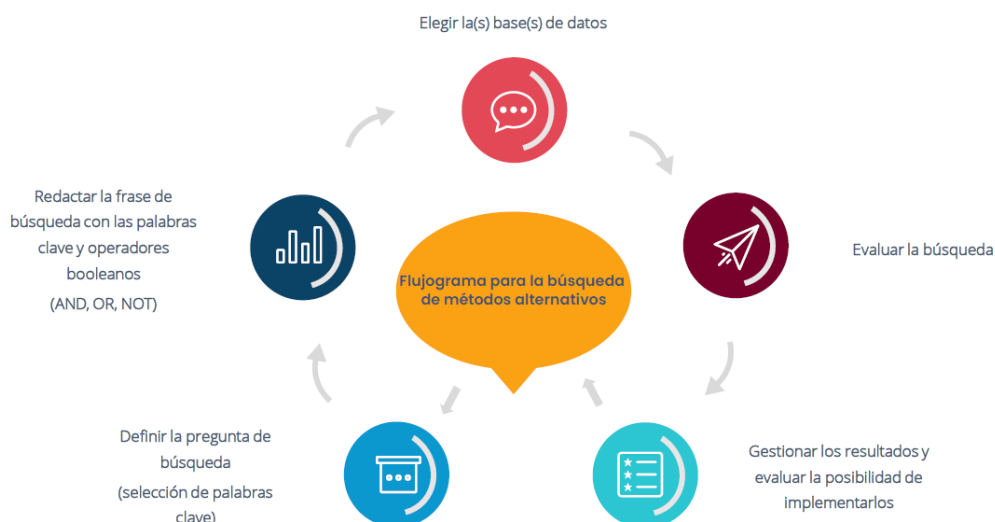 Elegir la(s) base(s) de datos
Redactar la frase de
búsqueda con las palabras
clave y operadores
booleanos
(AND, OR, NOT)
Evaluar la búsqueda
Flujograma para la búsqueda
de métodos alternativos
Definir la pregunta de
búsqueda
(selección de palabras
clave)
Gestionar los resultados y
evaluar la posibilidad de
implementarlos